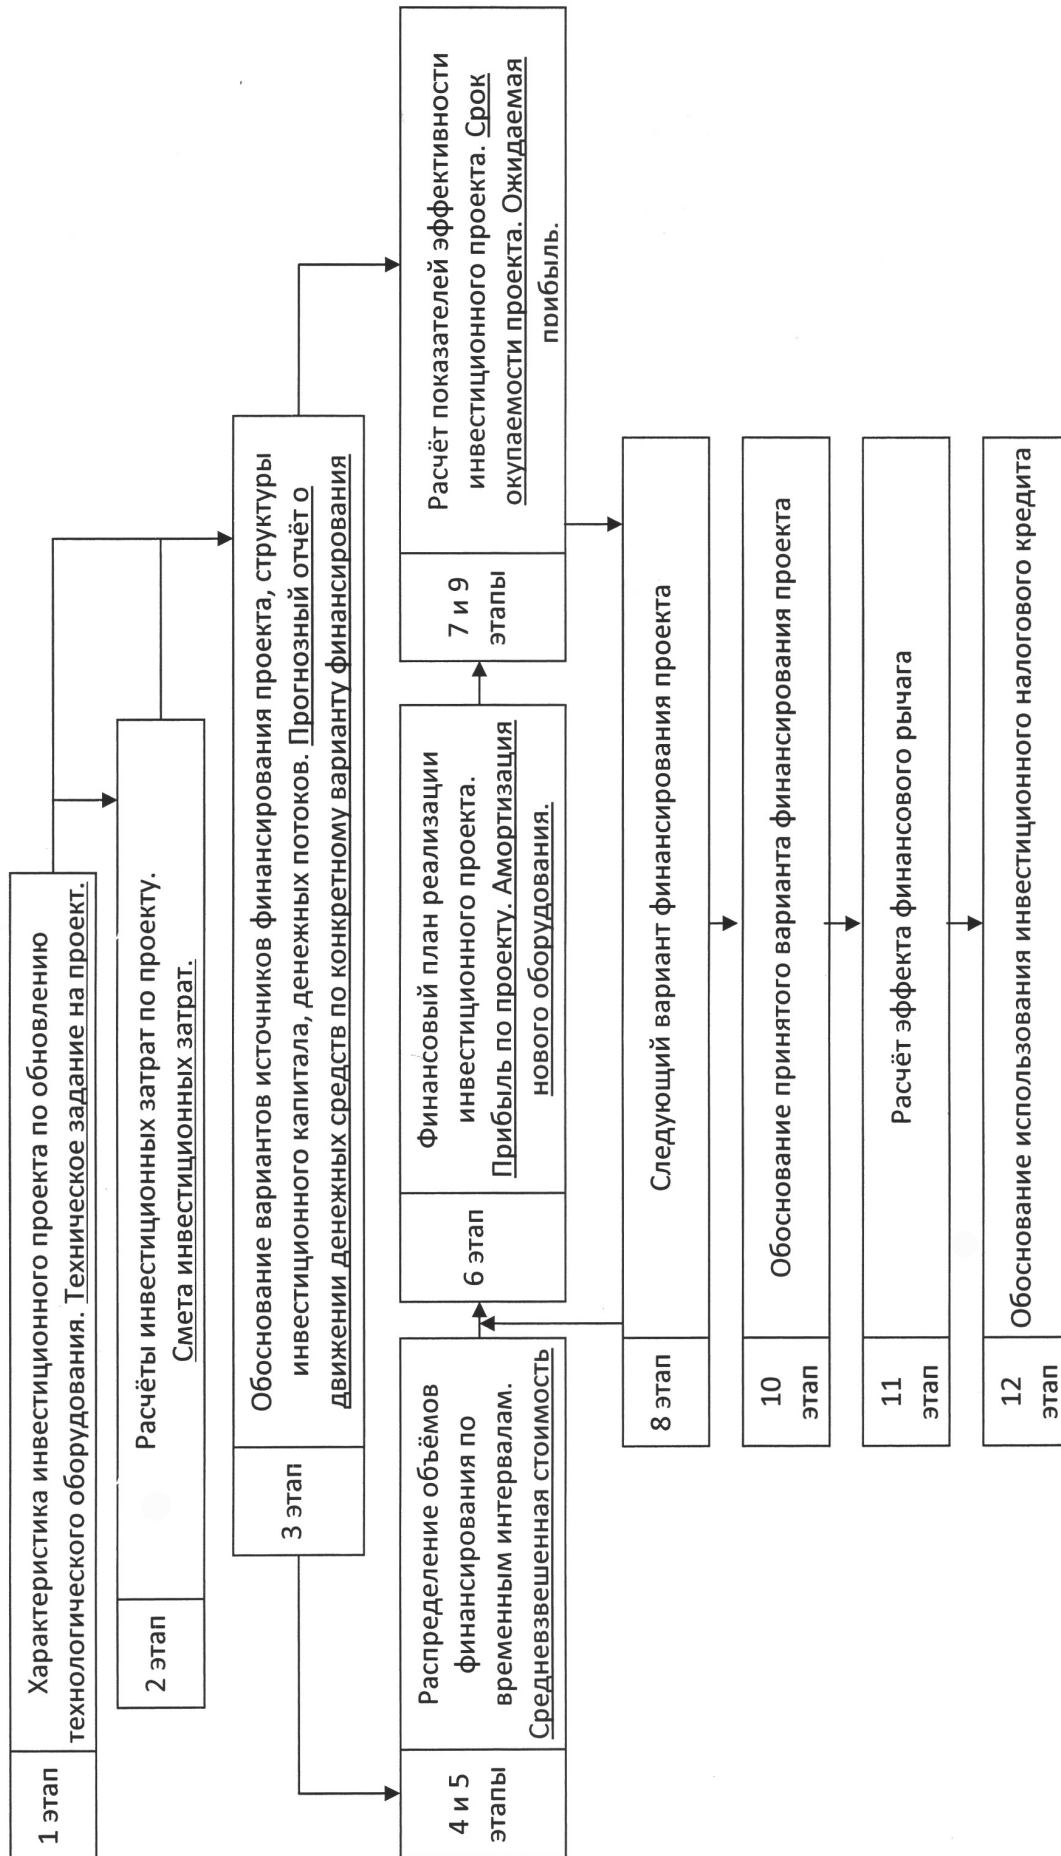 1 этап
Характеристика инвестиционного проекта по обновлению
технологического оборудования. Техническое задание на проект.
2 этап
Расчёты инвестиционных затрат по проекту.
Смета инвестиционных затрат.
3 этап
Обоснование вариантов источников финансирования проекта, структуры
инвестиционного капитала, денежных потоков. Прогнозный отчёт о
движении денежных средств по конкретному варианту финансирования
4 и 5
этапы
Распределение объёмов
финансирования по
временным интервалам.
Средневзвешенная стоимость
6 этап
Финансовый план реализации
инвестиционного проекта.
Прибыль по проекту. Амортизация
нового оборудования.
7 и 9
этапы
Расчёт показателей эффективности
инвестиционного проекта. Срок
окупаемости проекта. Ожидаемая
прибыль.
8 этап
Следующий вариант финансирования проекта
10
этап
Обоснование принятого варианта финансирования проекта
11
этап
Расчёт эффекта финансового рычага
12
этап
Обоснование использования инвестиционного налогового кредита